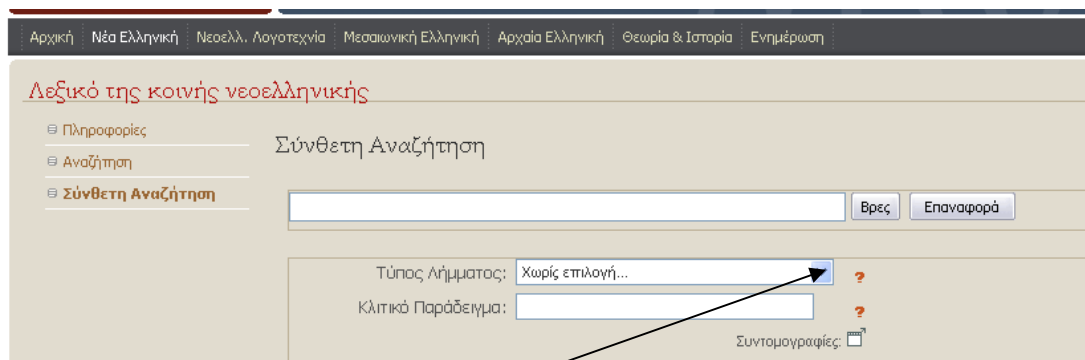 Αρχική Νέα Ελληνική Νεοελλ. Λογοτεχνία Μεσαιωνική Ελληνική Αρχαία Ελληνική Θεωρία & Ιστορία Ενημέρωση
Λεξικό της κοινής νεοελληνικής
Πληροφορίες
Αναζήτηση
Σύνθετη Αναζήτηση
Σύνθετη Αναζήτηση
Βρες Επαναφορά
Τύπος Λήμματος: Χωρίς επιλογή... ?
Κλιτικό Παράδειγμα: ?
Συντομογραφίες: